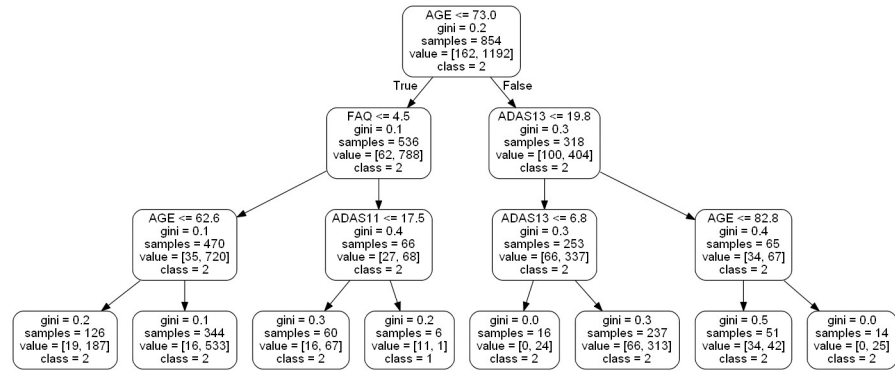 AGE <= 73.0
gini = 0.2
samples = 854
value = [162, 1192]
class = 2
True
False
FAQ <= 4.5
gini = 0.1
samples = 536
value = [62, 788]
class = 2
ADAS13 <= 19.8
gini = 0.3
samples = 318
value = [100, 404]
class = 2
AGE <= 62.6
gini = 0.1
samples = 470
value = [35, 720]
class = 2
ADAS11 <= 17.5
gini = 0.4
samples = 66
value = [27, 68]
class = 2
ADAS13 <= 6.8
gini = 0.3
samples = 253
value = [66, 337]
class = 2
AGE <= 82.8
gini = 0.4
samples = 65
value = [34, 67]
class = 2
gini = 0.2
samples = 126
value = [19, 187]
class = 2
gini = 0.1
samples = 344
value = [16, 533]
class = 2
gini = 0.3
samples = 60
value = [16, 67]
class = 2
gini = 0.2
samples = 6
value = [11, 1]
class = 1
gini = 0.0
samples = 16
value = [0, 24]
class = 2
gini = 0.3
samples = 237
value = [66, 313]
class = 2
gini = 0.5
samples = 51
value = [34, 42]
class = 2
gini = 0.0
samples = 14
value = [0, 25]
class = 2